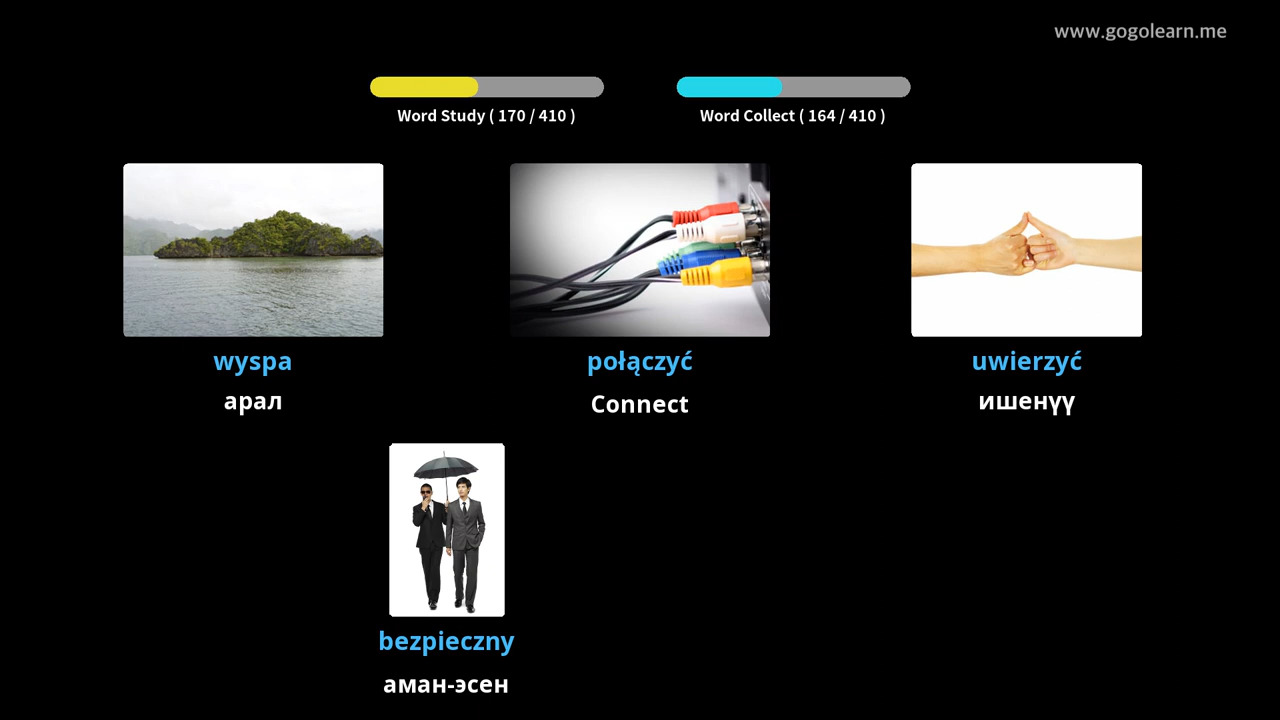 www.gogolearn.me
Word Study ( 170 / 410 )
Word Collect ( 164 / 410 )
wyspa
połączyć
uwierzyć
арал
Connect
ишенүү
bezpieczny
аман-эсен